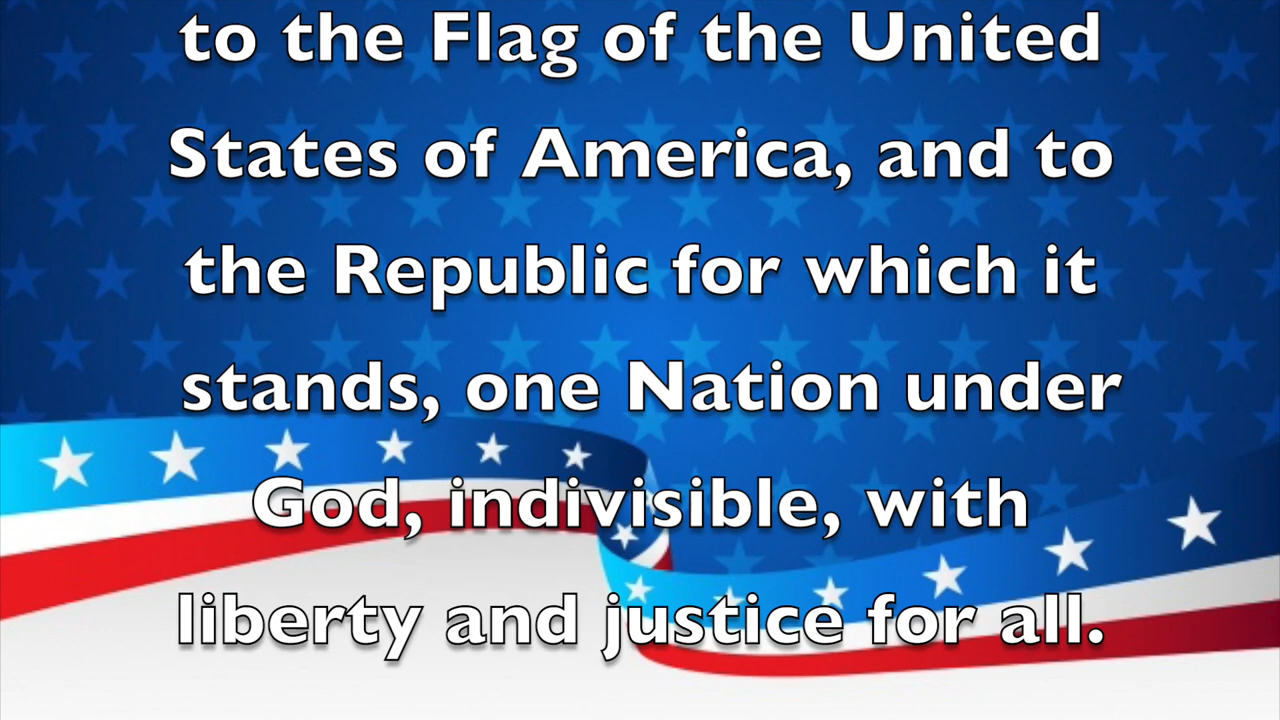 to the Flag of the United
States of America, and to
the Republic for which it
stands, one Nation under
God, indivisible, with
liberty and justice for all.